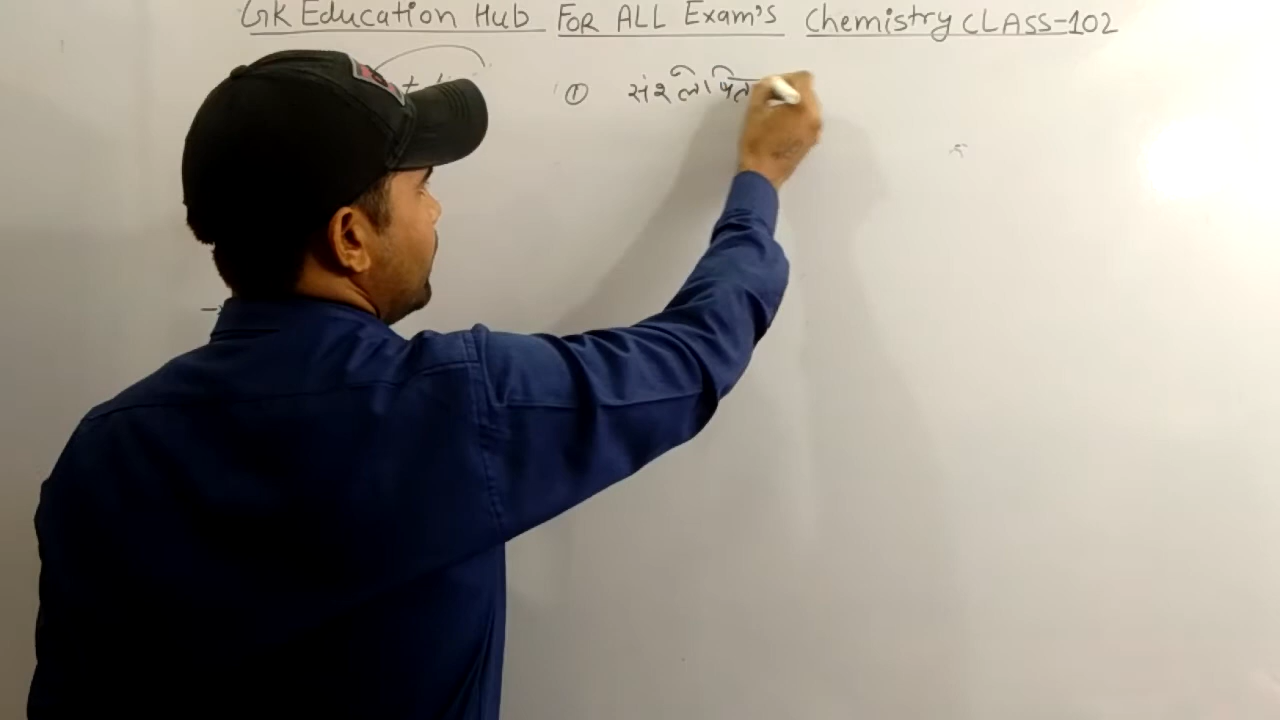 GK Education Hub FOR ALL Exam's Chemistry CLASS-102
① संश्लेषित